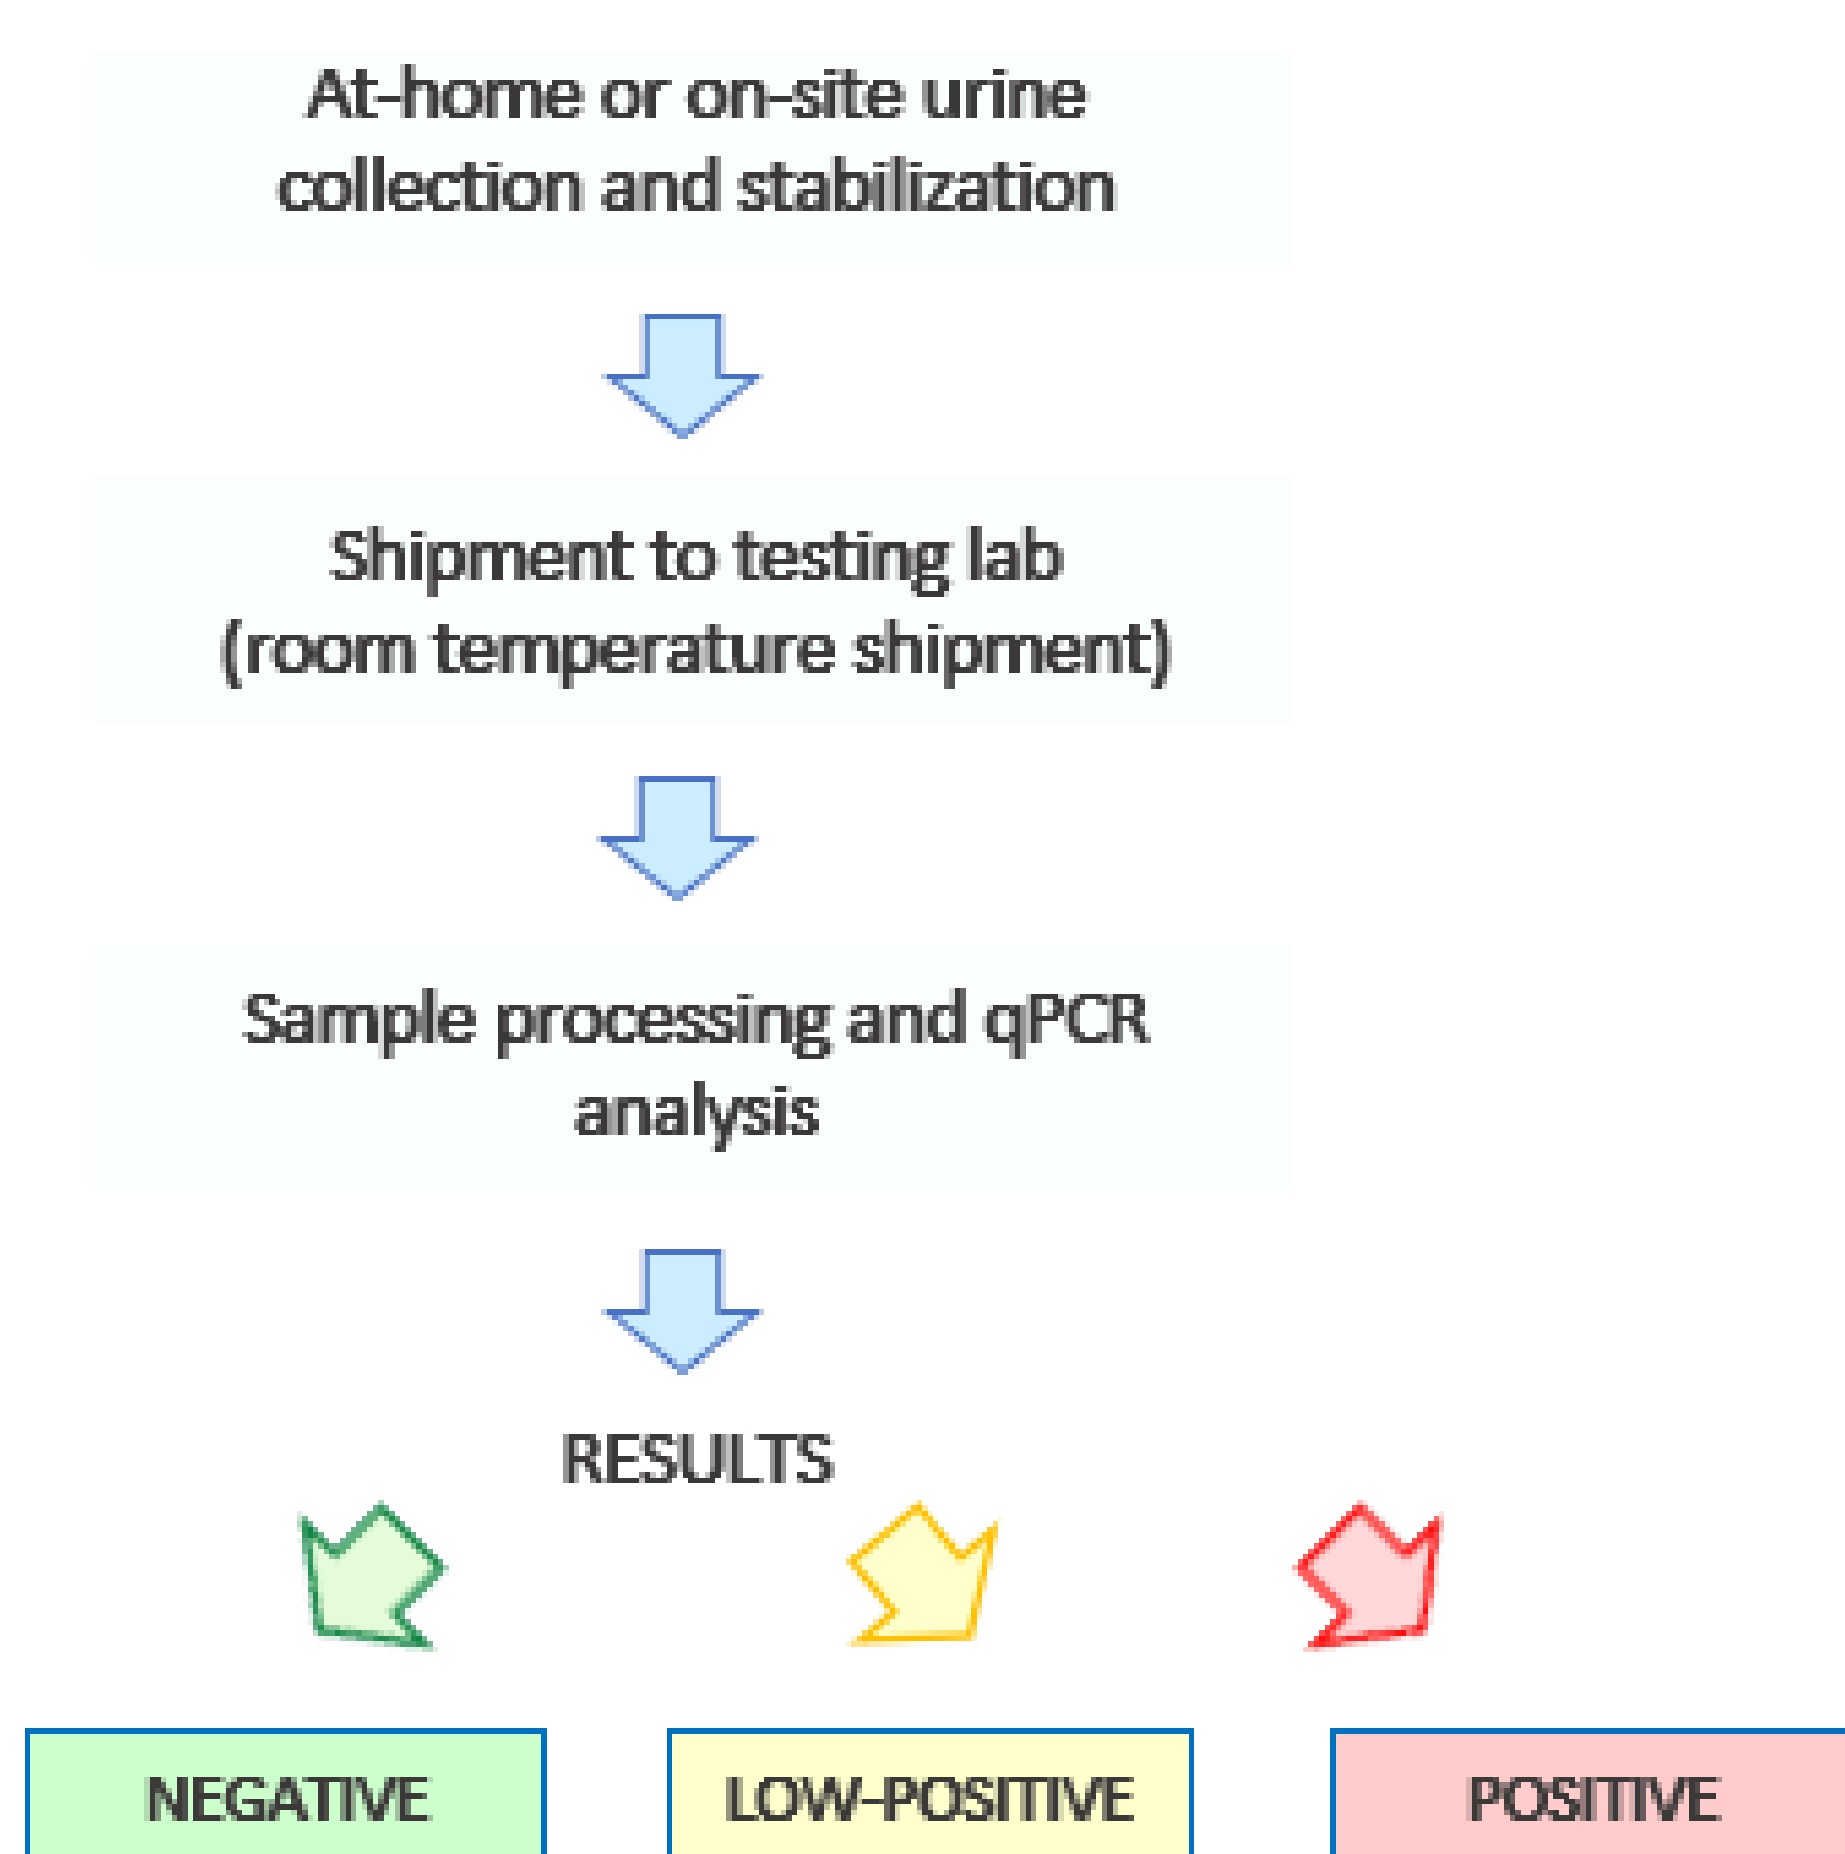 At-home or on-site urine
collection and stabilization
Shipment to testing lab
(room temperature shipment)
Sample processing and qPCR
analysis
RESULTS
NEGATIVE
LOW-POSITIVE
POSITIVE